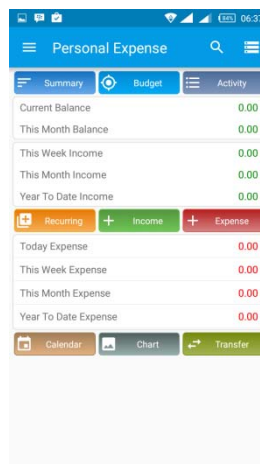 84% 06:37
Personal Expense
Summary Budget Activity
Current Balance 0.00
This Month Balance 0.00
This Week Income 0.00
This Month Income 0.00
Year To Date Income 0.00
Recurring Income Expense
Today Expense 0.00
This Week Expense 0.00
This Month Expense 0.00
Year To Date Expense 0.00
Calendar Chart Transfer